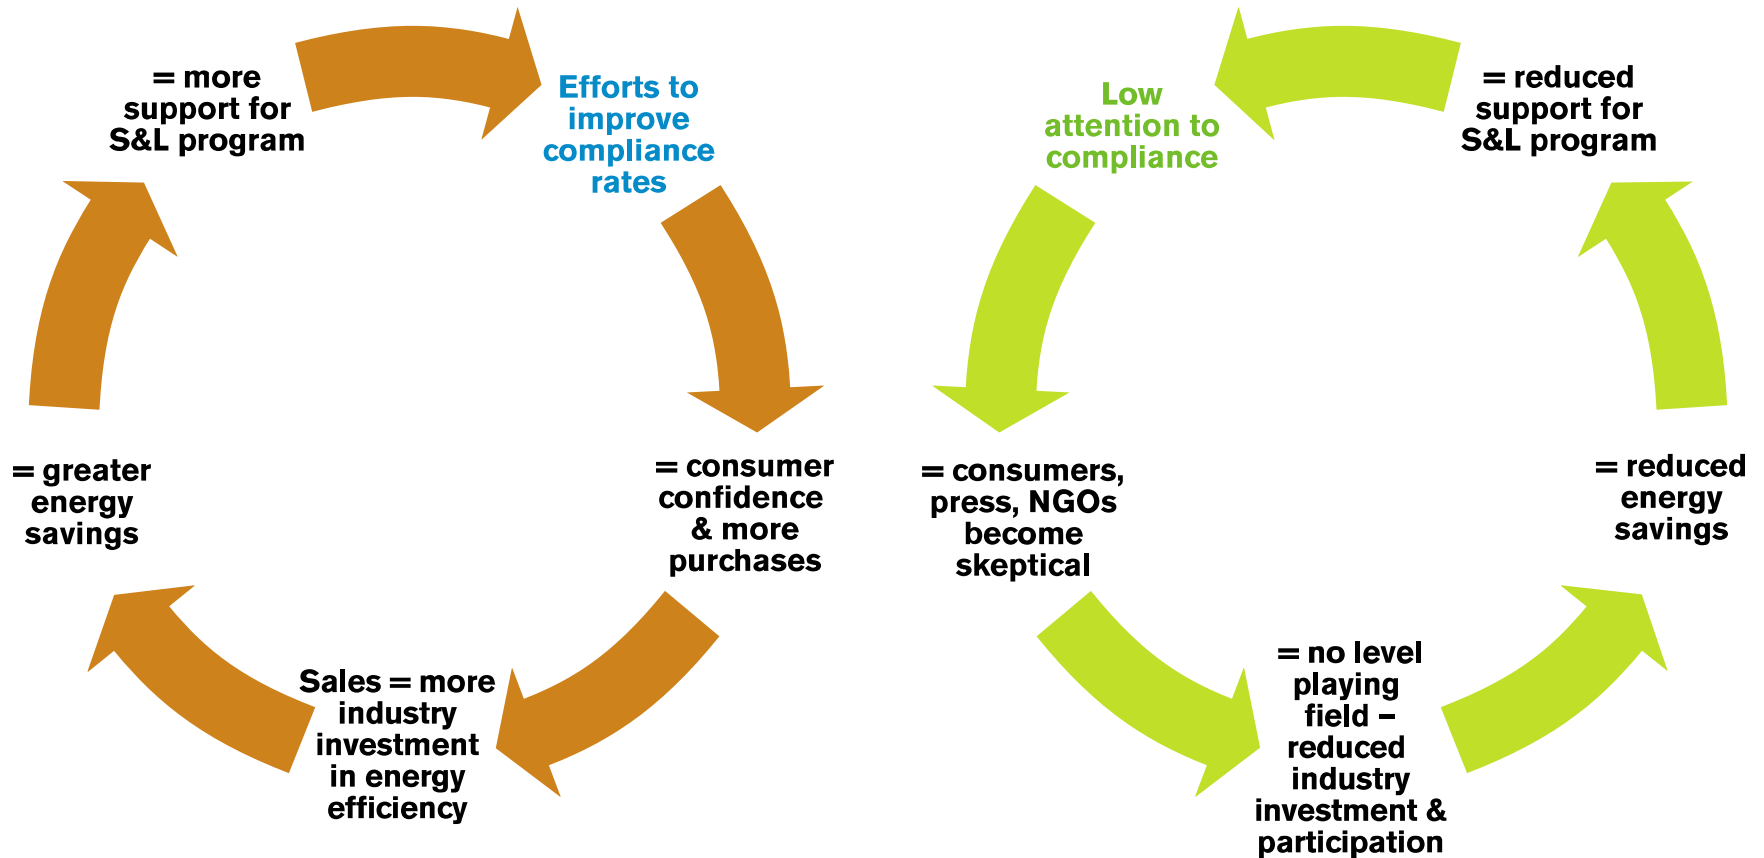 = more
support for
S&L program
Efforts to
improve
compliance
rates
= consumer
confidence
& more
purchases
Sales = more
industry
investment
in energy
efficiency
= greater
energy
savings
Low
attention to
compliance
= consumers,
press, NGOs
become
skeptical
= no level
playing
field –
reduced
industry
investment &
participation
= reduced
energy
savings
= reduced
support for
S&L program